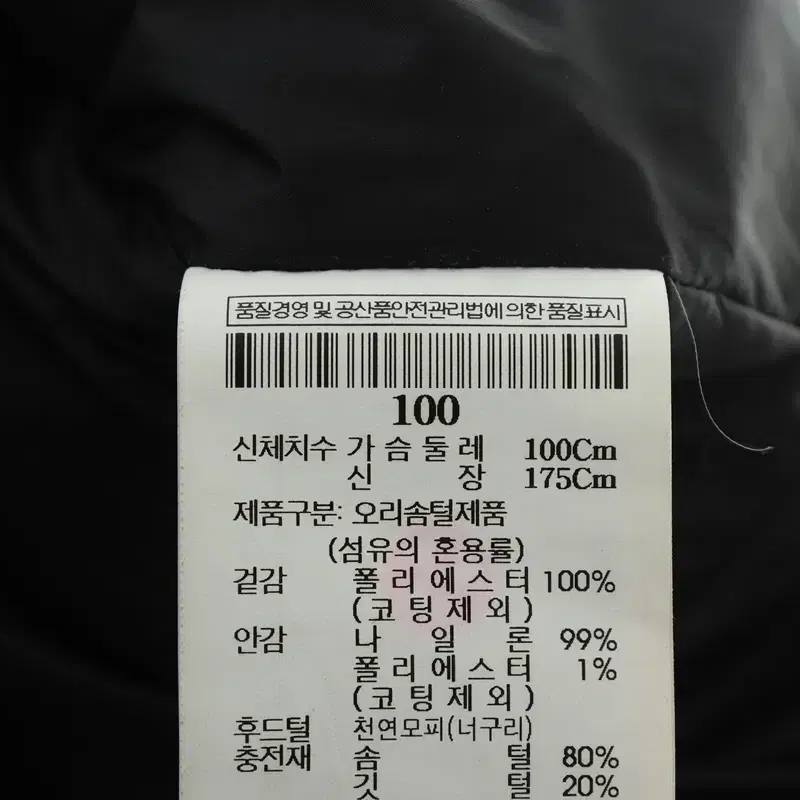 품질경영 및 공산품안전관리법에 의한 품질표시
100
신체치수 가 슴 둘 레 100Cm
신 장 175Cm
제품구분: 오리솜털제품
(섬유의 혼용률)
겉감 폴 리 에 스 터 100%
( 코 팅 제 외 )
안감 나 일 론 99%
폴 리 에 스 터 1%
( 코 팅 제 외 )
후드털 천연모피(너구리)
충전재 솜 털 80%
깃 털 20%